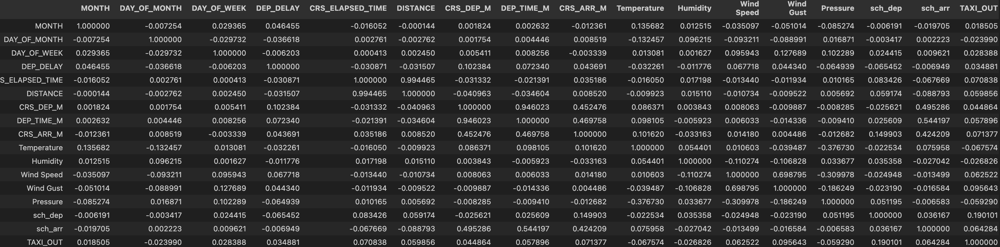 MONTH DAY_OF_MONTH DAY_OF_WEEK DEP_DELAY CRS_ELAPSED_TIME DISTANCE CRS_DEP_M DEP_TIME_M CRS_ARR_M Temperature Humidity Wind Speed Wind Gust Pressure sch_dep sch_arr TAXI_OUT
MONTH 1.000000 -0.007254 0.029365 0.046455 -0.016052 -0.000144 0.001824 0.002632 -0.012361 0.135682 0.012515 -0.035097 -0.051014 -0.085274 -0.006191 -0.019705 0.018505
DAY_OF_MONTH -0.007254 1.000000 -0.029732 -0.036618 0.002761 -0.002762 0.001754 0.004446 0.008519 -0.132457 0.096215 -0.093211 -0.088991 0.016871 -0.003417 0.002223 -0.023990
DAY_OF_WEEK 0.029365 -0.029732 1.000000 -0.006203 0.000413 0.002450 0.005411 0.008256 -0.003339 0.013081 0.001627 0.095943 0.127689 0.102289 0.024415 0.009621 0.028388
DEP_DELAY 0.046455 -0.036618 -0.006203 1.000000 -0.030871 -0.031507 0.102384 0.072340 0.043691 -0.032261 -0.011776 0.067718 0.044340 -0.064939 -0.065452 -0.006949 0.034881
S_ELAPSED_TIME -0.016052 0.002761 0.000413 -0.030871 1.000000 0.994465 -0.031332 -0.021391 0.035186 -0.016050 0.017198 -0.013440 -0.011934 0.010165 0.083426 -0.067669 0.070838
DISTANCE -0.000144 -0.002762 0.002450 -0.031507 0.994465 1.000000 -0.040963 -0.034604 0.008520 -0.009923 0.015110 -0.010734 -0.009522 0.005692 0.059174 -0.088793 0.059856
CRS_DEP_M 0.001824 0.001754 0.005411 0.102384 -0.031332 -0.040963 1.000000 0.946023 0.452476 0.086371 0.003843 0.008063 -0.009887 -0.008285 -0.025621 0.495286 0.044864
DEP_TIME_M 0.002632 0.004446 0.008256 0.072340 -0.021391 -0.034604 0.946023 1.000000 0.469758 0.098105 -0.005923 0.006033 -0.014336 -0.009410 0.025609 0.544197 0.057896
CRS_ARR_M -0.012361 0.008519 -0.003339 0.043691 0.035186 0.008520 0.452476 0.469758 1.000000 0.101620 -0.033163 0.014180 0.004486 -0.012682 0.149903 0.424209 0.071377
Temperature 0.135682 -0.132457 0.013081 -0.032261 -0.016050 -0.009923 0.086371 0.098105 0.101620 1.000000 0.054401 0.010603 -0.039487 -0.376730 -0.022534 0.075958 -0.067574
Humidity 0.012515 0.096215 0.001627 -0.011776 0.017198 0.015110 0.003843 -0.005923 -0.033163 0.054401 1.000000 -0.110274 -0.106828 0.033677 0.035358 -0.027042 -0.026826
Wind Speed -0.035097 -0.093211 0.095943 0.067718 -0.013440 -0.010734 0.008063 0.006033 0.014180 0.010603 -0.110274 1.000000 0.698795 -0.309978 -0.024948 -0.013499 0.062522
Wind Gust -0.051014 -0.088991 0.127689 0.044340 -0.011934 -0.009522 -0.009887 -0.014336 0.004486 -0.039487 -0.106828 0.698795 1.000000 -0.186249 -0.023190 -0.016584 0.095643
Pressure -0.085274 0.016871 0.102289 -0.064939 0.010165 0.005692 -0.008285 -0.009410 -0.012682 -0.376730 0.033677 -0.309978 -0.186249 1.000000 0.051195 -0.006583 -0.059290
sch_dep -0.006191 -0.003417 0.024415 -0.065452 0.083426 0.059174 -0.025621 0.025609 0.149903 -0.022534 0.035358 -0.024948 -0.023190 0.051195 1.000000 0.036167 0.190101
sch_arr -0.019705 0.002223 0.009621 -0.006949 -0.067669 -0.088793 0.495286 0.544197 0.424209 0.075958 -0.027042 -0.013499 -0.016584 -0.006583 0.036167 1.000000 0.064284
TAXI_OUT 0.018505 -0.023990 0.028388 0.034881 0.070838 0.059856 0.044864 0.057896 0.071377 -0.067574 -0.026826 0.062522 0.095643 -0.059290 0.190101 0.064284 1.000000